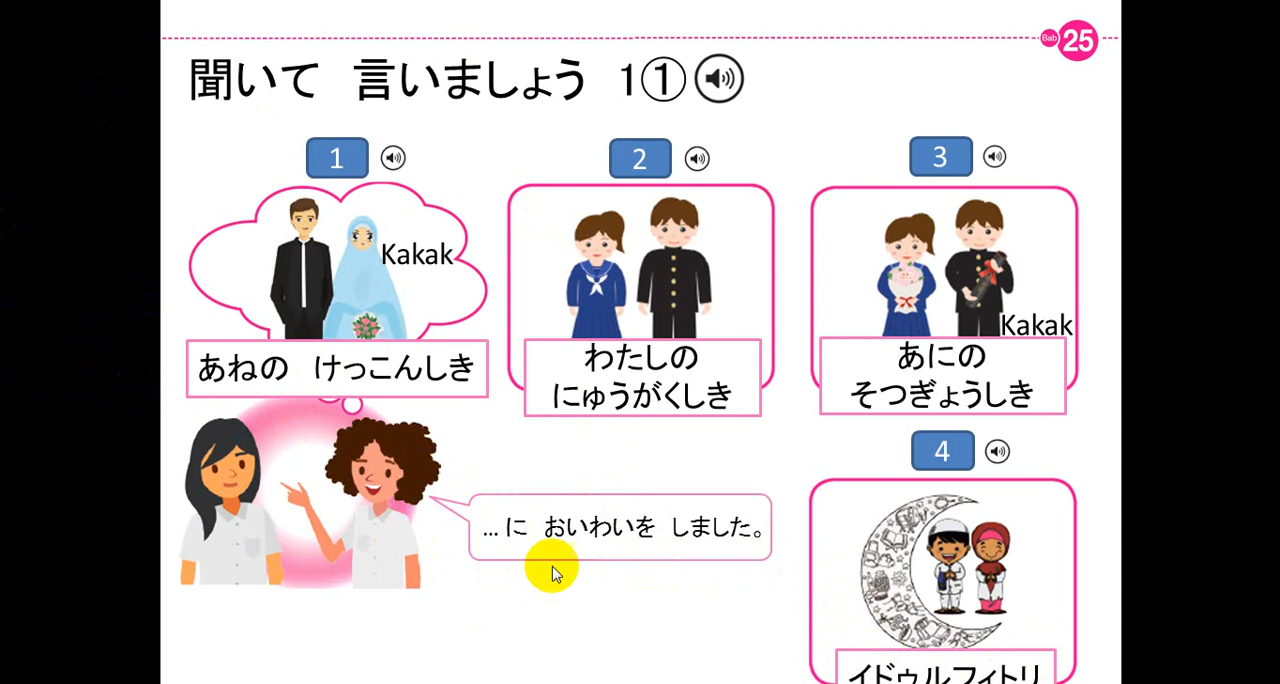 Bab 25
聞いて 言いましょう 1①
1
Kakak
あねの けっこんしき
2
わたしの
にゅうがくしき
3
Kakak
あにの
そつぎょうしき
... に おいわいを しました。
4
イドゥルフィトリ